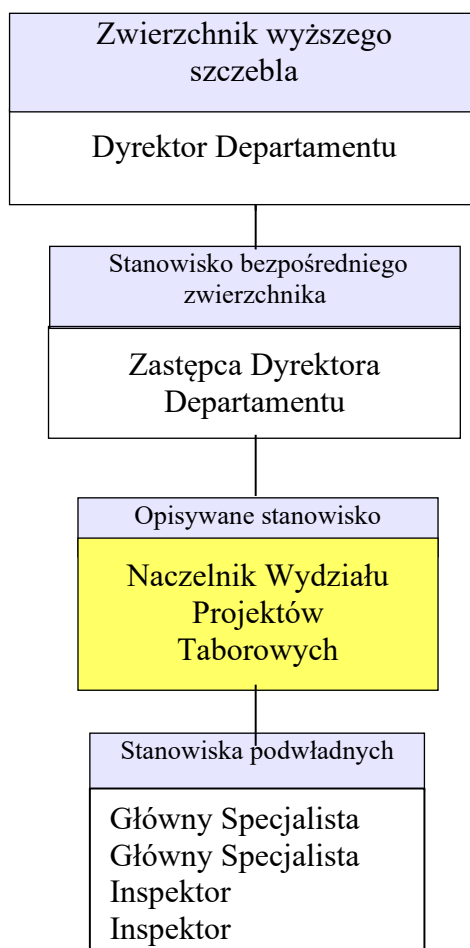 Zwierzchnik wyższego
szczebla
Dyrektor Departamentu
Stanowisko bezpośredniego
zwierzchnika
Zastępca Dyrektora
Departamentu
Opisywane stanowisko
Naczelnik Wydziału
Projektów
Taborowych
Stanowiska podwładnych
Główny Specjalista
Główny Specjalista
Inspektor
Inspektor